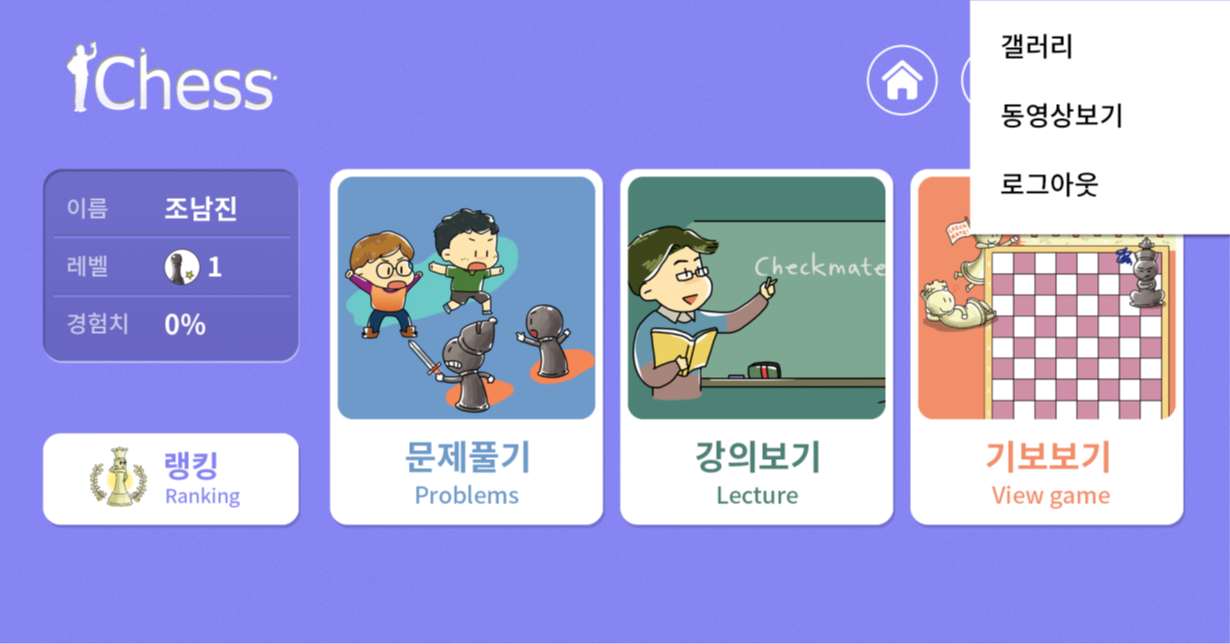 iChess
갤러리
동영상보기
로그아웃
이름 조남진
레벨 1
경험치 0%
랭킹
Ranking
Checkmate
문제풀기
Problems
강의보기
Lecture
기보보기
View game